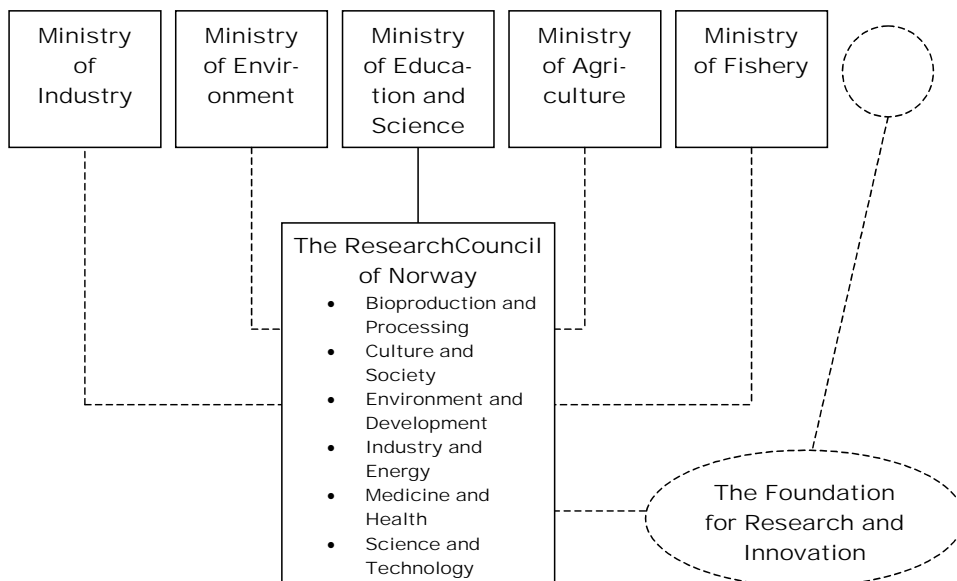 Ministry
of
Industry
Ministry
of Envir-
onment
Ministry
of Educa-
tion and
Science
Ministry
of Agri-
culture
Ministry
of Fishery
The ResearchCouncil
of Norway
• Bioproduction and
Processing
• Culture and
Society
• Environment and
Development
• Industry and
Energy
• Medicine and
Health
• Science and
Technology
The Foundation
for Research and
Innovation